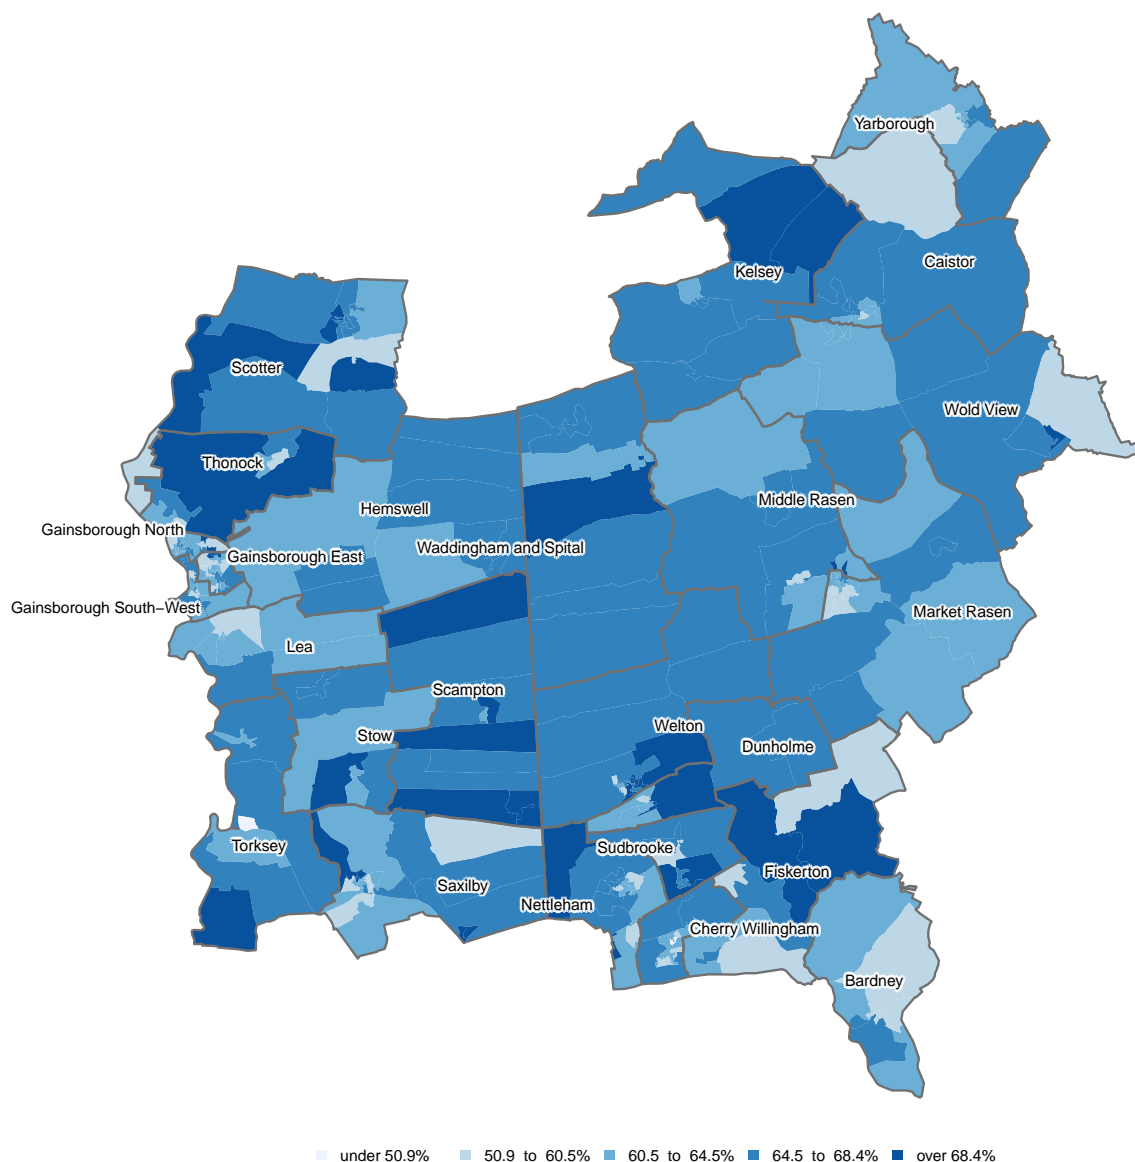 Yarborough
Caistor
Kelsey
Scotter
Wold View
Thonock
Middle Rasen
Hemswell
Gainsborough North
Waddingham and Spital
Gainsborough East
Gainsborough South−West
Market Rasen
Lea
Scampton
Welton
Stow
Dunholme
Torksey
Sudbrooke
Fiskerton
Saxilby
Nettleham
Cherry Willingham
Bardney
under 50.9% 50.9 to 60.5% 60.5 to 64.5% 64.5 to 68.4% over 68.4%